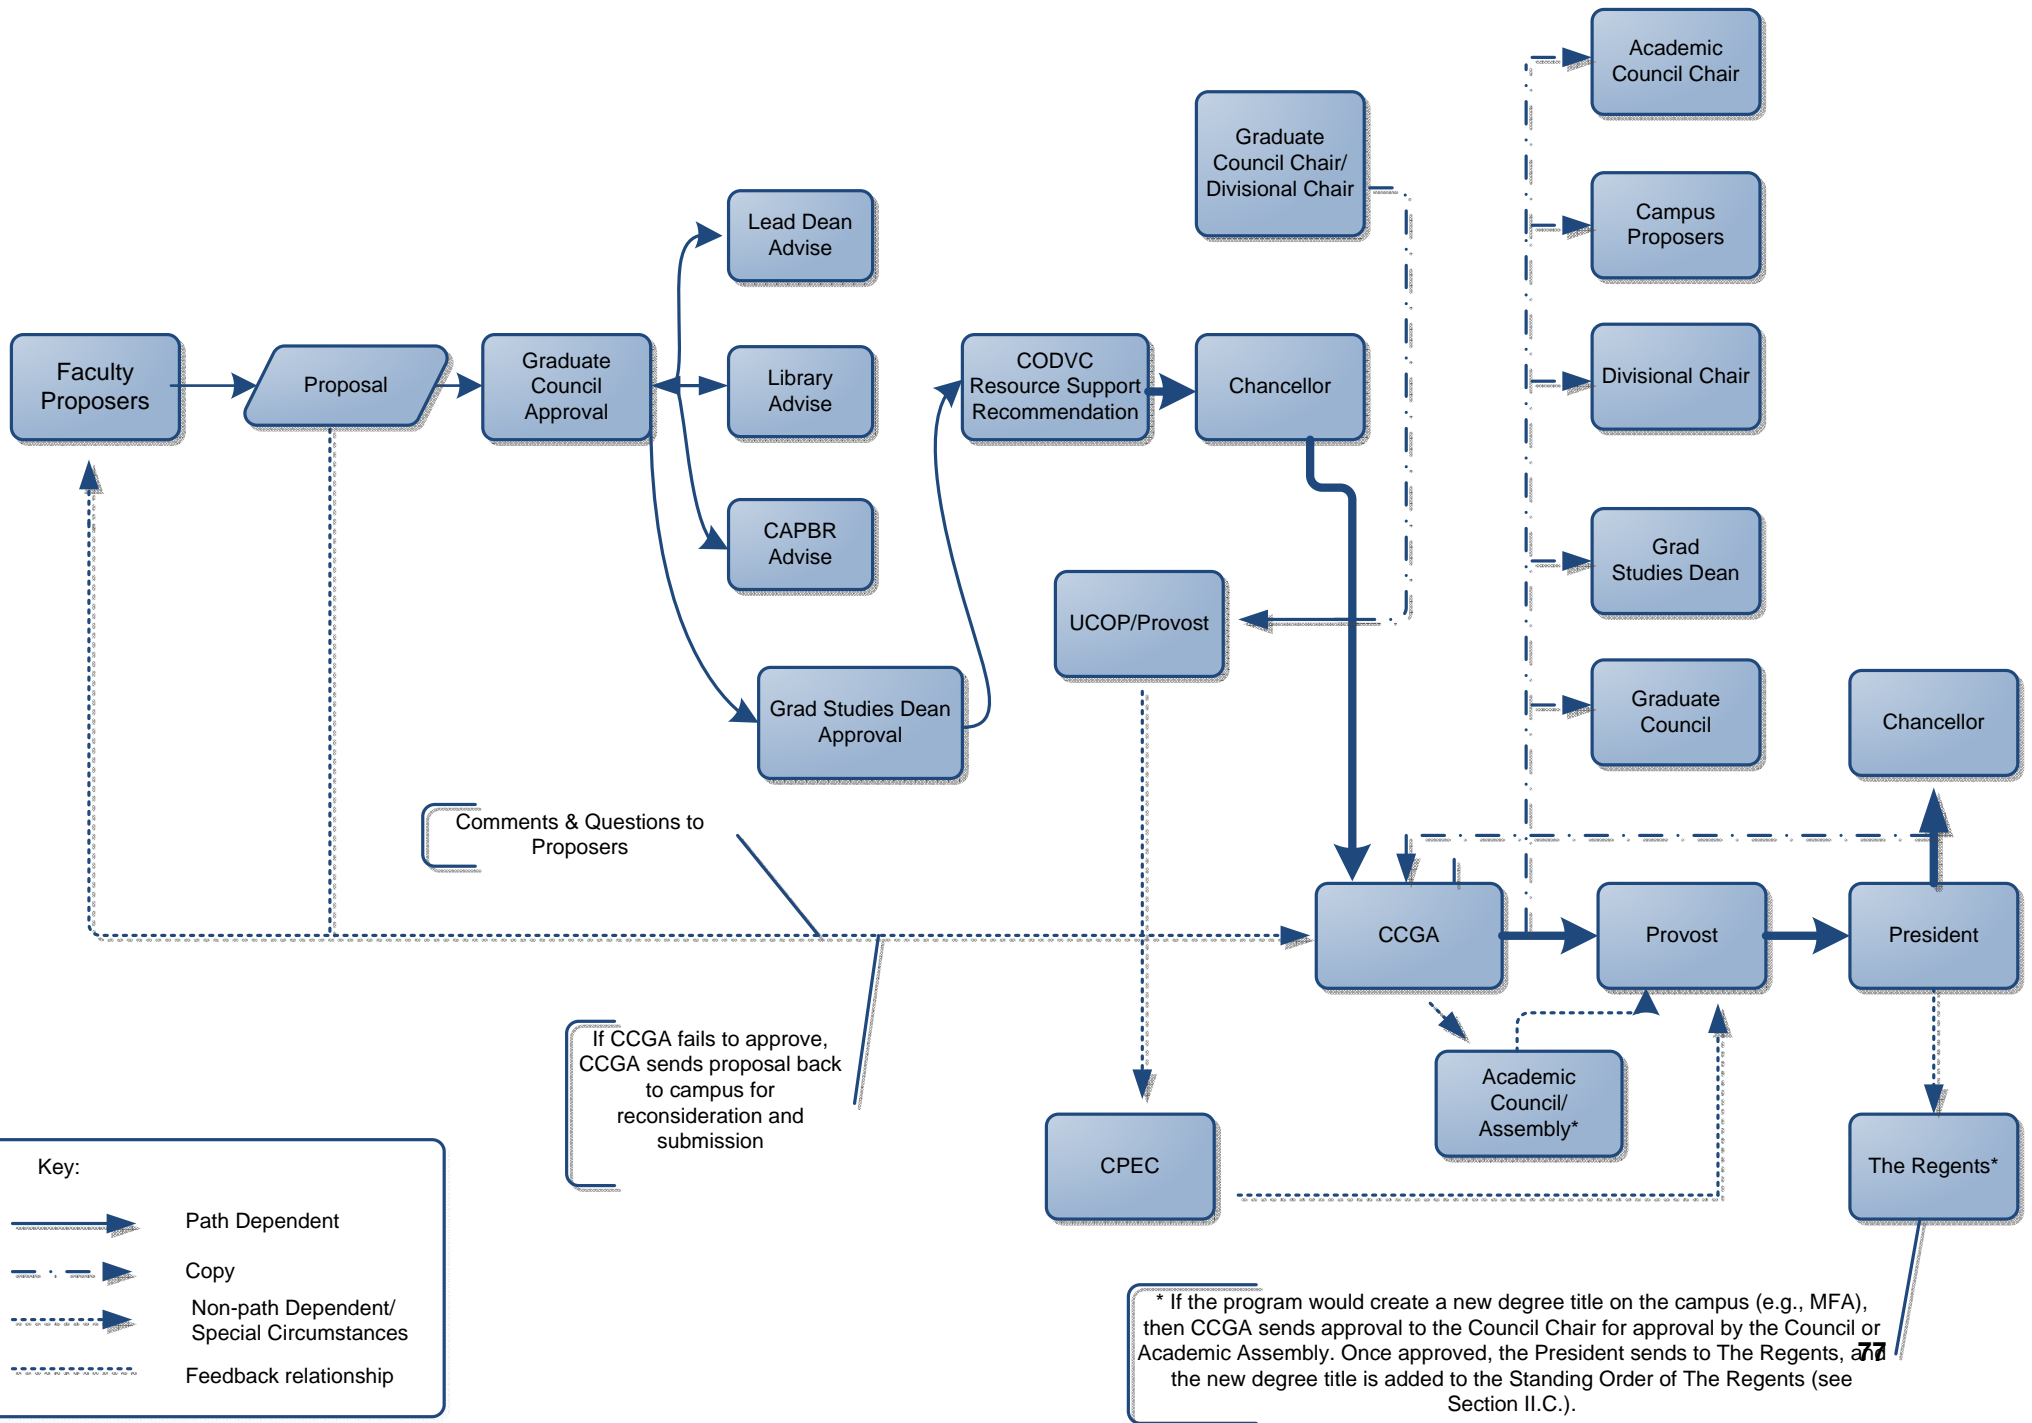 Academic
Council Chair
Graduate
Council Chair/
Divisional Chair
Campus
Proposers
Lead Dean
Advise
Faculty
Proposers
Proposal
Graduate
Council
Approval
Library
Advise
CODVC
Resource Support
Recommendation
Chancellor
Divisional Chair
CAPBR
Advise
Grad
Studies Dean
UCOP/Provost
Grad Studies Dean
Approval
Graduate
Council
Chancellor
Comments & Questions to
Proposers
CCGA
Provost
President
If CCGA fails to approve,
CCGA sends proposal back
to campus for
reconsideration and
submission
Academic
Council/
Assembly*
CPEC
The Regents*
Key:
Path Dependent
Copy
Non-path Dependent/
Special Circumstances
Feedback relationship
* If the program would create a new degree title on the campus (e.g., MFA),
then CCGA sends approval to the Council Chair for approval by the Council or
Academic Assembly. Once approved, the President sends to The Regents, and
the new degree title is added to the Standing Order of The Regents (see
Section II.C.).
77